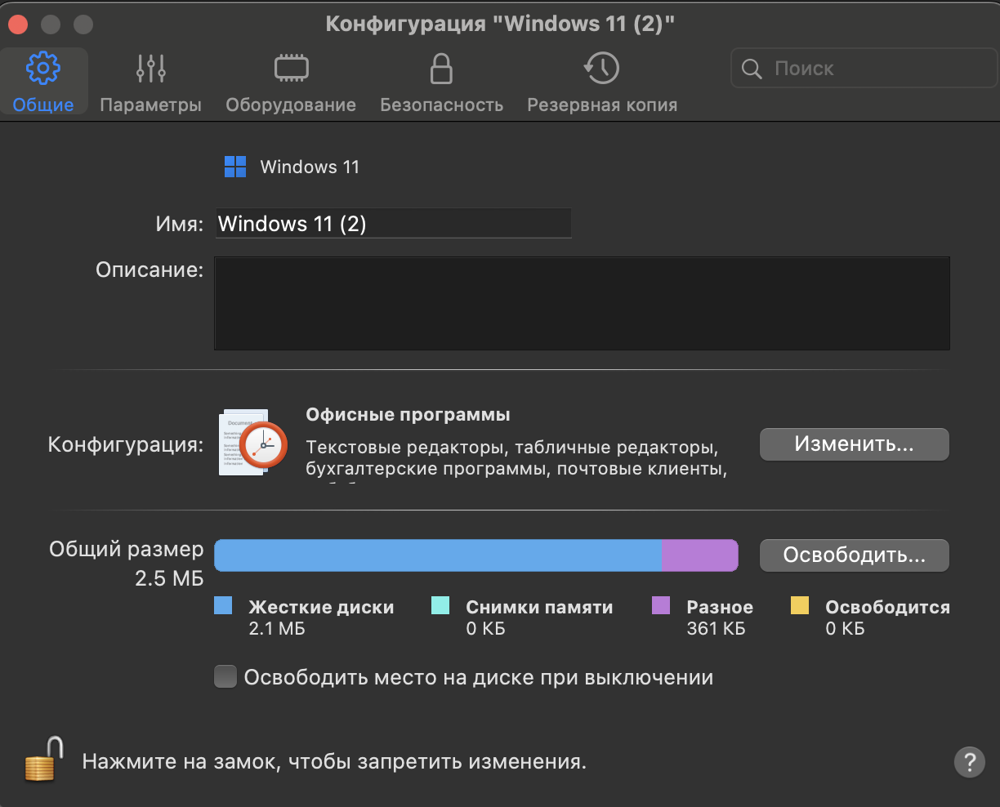 Конфигурация "Windows 11 (2)"
Общие
Параметры
Оборудование
Безопасность
Резервная копия
Поиск
Windows 11
Имя:
Windows 11 (2)
Описание:
Конфигурация:
Document
Офисные программы
Текстовые редакторы, табличные редакторы,
бухгалтерские программы, почтовые клиенты,
Изменить...
Общий размер
2.5 МБ
Освободить...
Жесткие диски
2.1 МБ
Снимки памяти
0 КБ
Разное
361 КБ
Освободится
0 КБ
Освободить место на диске при выключении
Нажмите на замок, чтобы запретить изменения.
?